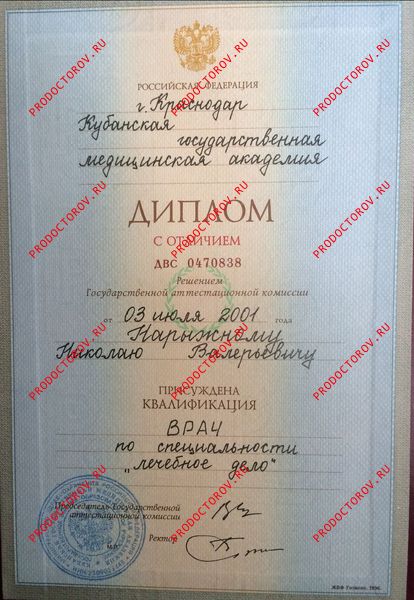 РОССИЙСКАЯ ФЕДЕРАЦИЯ
г. Краснодар
Кубанская
государственная
медицинская академия
ДИПЛОМ
С ОТЛИЧИЕМ
ДВС 0470838
Решением
Государственной аттестационной комиссии
от 03 июля 2001 года
Нарыжному
Николаю Валерьевичу
ПРИСУЖДЕНА
КВАЛИФИКАЦИЯ
ВРАЧ
по специальности
„лечебное дело“
Председатель Государственной
аттестационной комиссии
Ректор
М.П.
PRODOCTOROV.RU